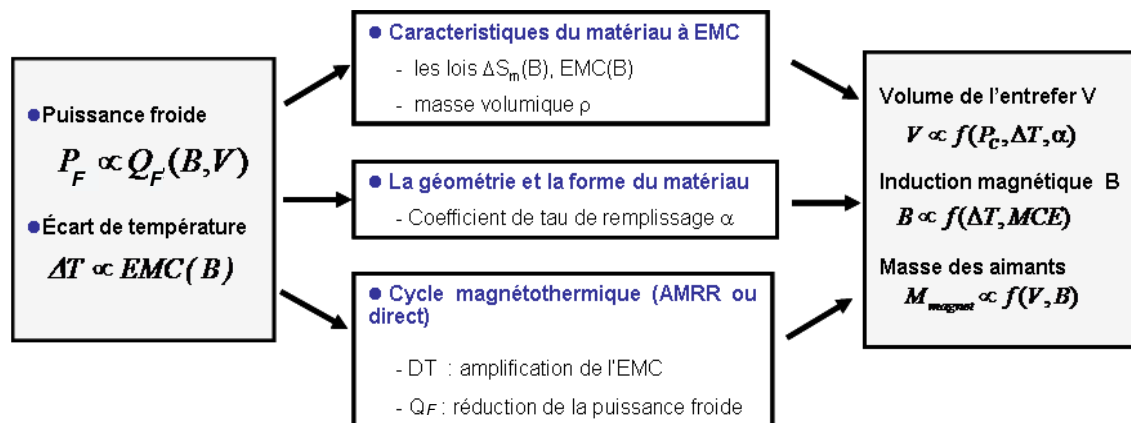 ● Puissance froide
P_F ∝ Q_F(B,V)
● Écart de température
ΔT ∝ EMC(B)
● Caracteristiques du matériau à EMC
- les lois ΔS_m(B), EMC(B)
- masse volumique ρ
● La géométrie et la forme du matériau
- Coefficient de tau de remplissage α
● Cycle magnétothermique (AMRR ou
direct)
- DT : amplification de l'EMC
- Q_F : réduction de la puissance froide
Volume de l'entrefer V
V ∝ f(P_C,ΔT,α)
Induction magnétique B
B ∝ f(ΔT,MCE)
Masse des aimants
M_magnet ∝ f(V,B)